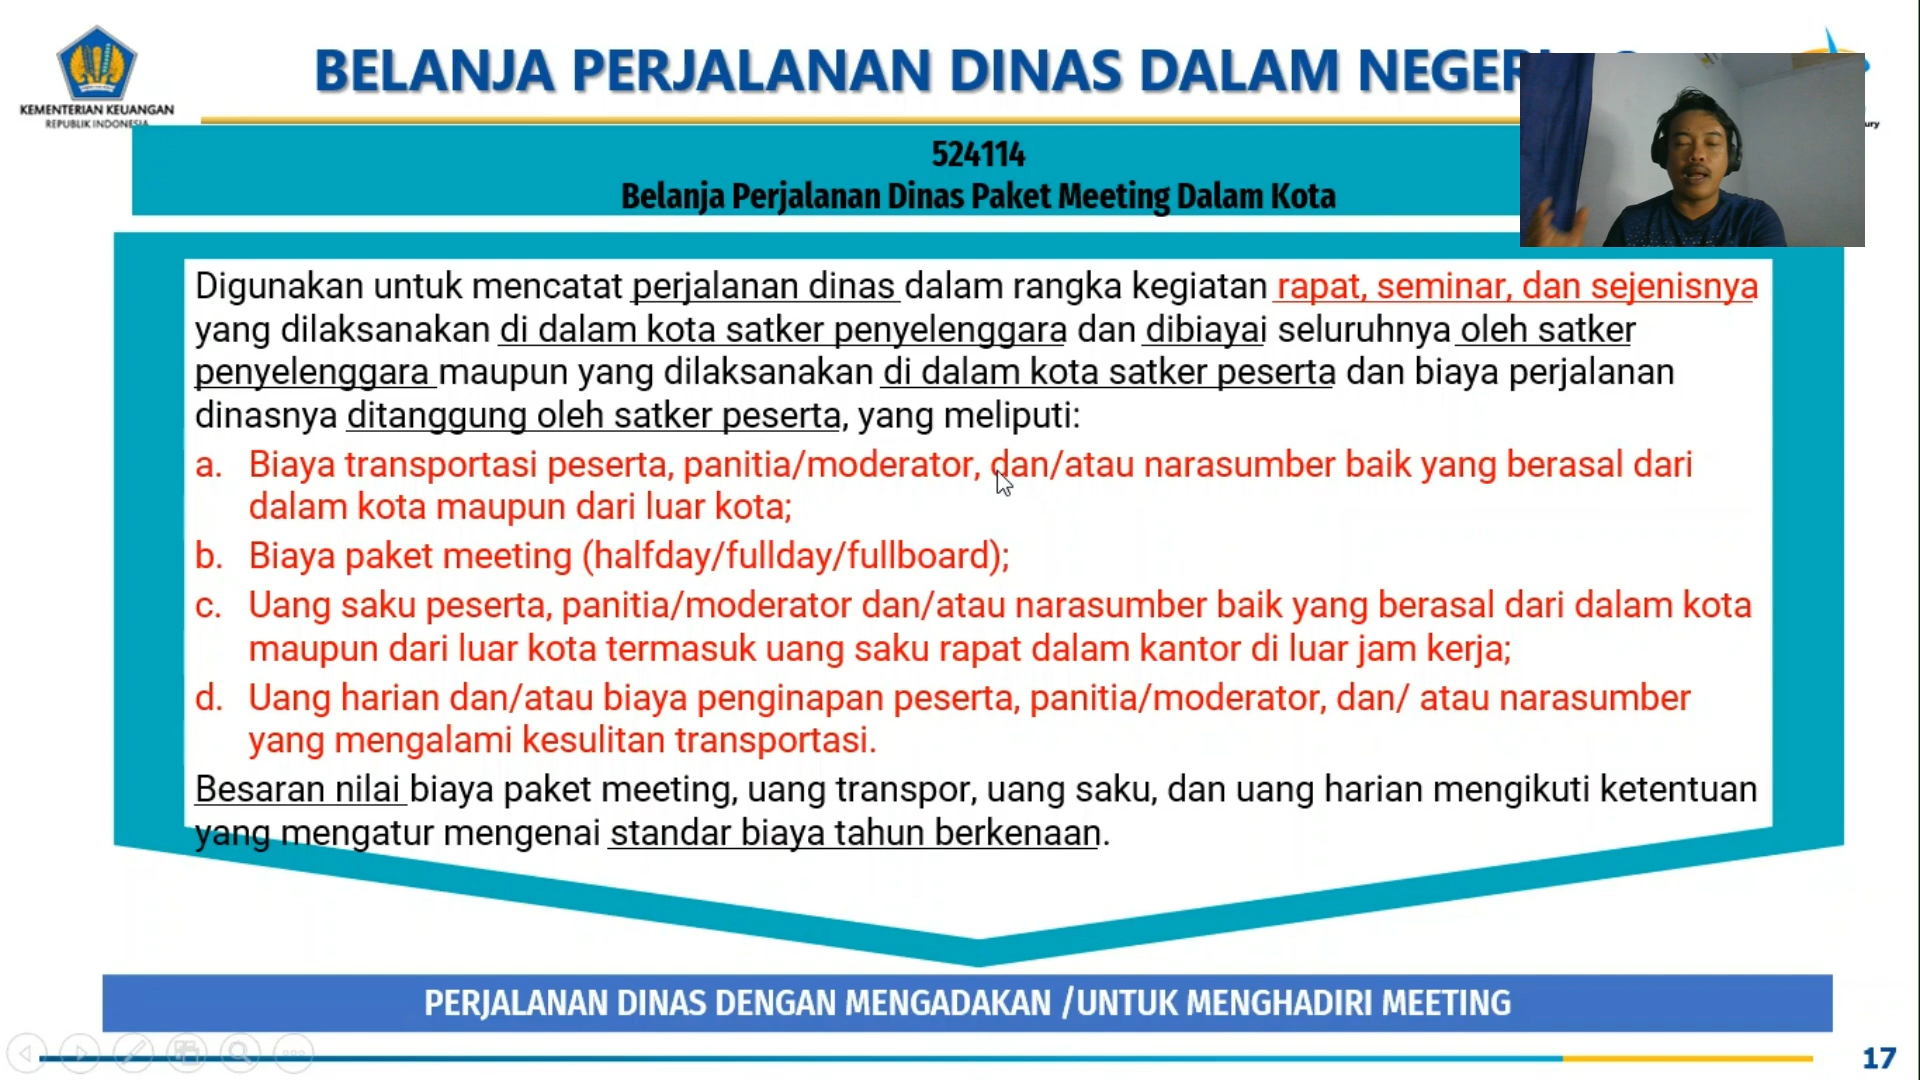 KEMENTERIAN KEUANGAN
REPUBLIK INDONESIA
BELANJA PERJALANAN DINAS DALAM NEGERI
ury
524114
Belanja Perjalanan Dinas Paket Meeting Dalam Kota
Digunakan untuk mencatat perjalanan dinas dalam rangka kegiatan rapat, seminar, dan sejenisnya
yang dilaksanakan di dalam kota satker penyelenggara dan dibiayai seluruhnya oleh satker
penyelenggara maupun yang dilaksanakan di dalam kota satker peserta dan biaya perjalanan
dinasnya ditanggung oleh satker peserta, yang meliputi:
a. Biaya transportasi peserta, panitia/moderator, dan/atau narasumber baik yang berasal dari
dalam kota maupun dari luar kota;
b. Biaya paket meeting (halfday/fullday/fullboard);
c. Uang saku peserta, panitia/moderator dan/atau narasumber baik yang berasal dari dalam kota
maupun dari luar kota termasuk uang saku rapat dalam kantor di luar jam kerja;
d. Uang harian dan/atau biaya penginapan peserta, panitia/moderator, dan/ atau narasumber
yang mengalami kesulitan transportasi.
Besaran nilai biaya paket meeting, uang transpor, uang saku, dan uang harian mengikuti ketentuan
yang mengatur mengenai standar biaya tahun berkenaan.
PERJALANAN DINAS DENGAN MENGADAKAN /UNTUK MENGHADIRI MEETING
17